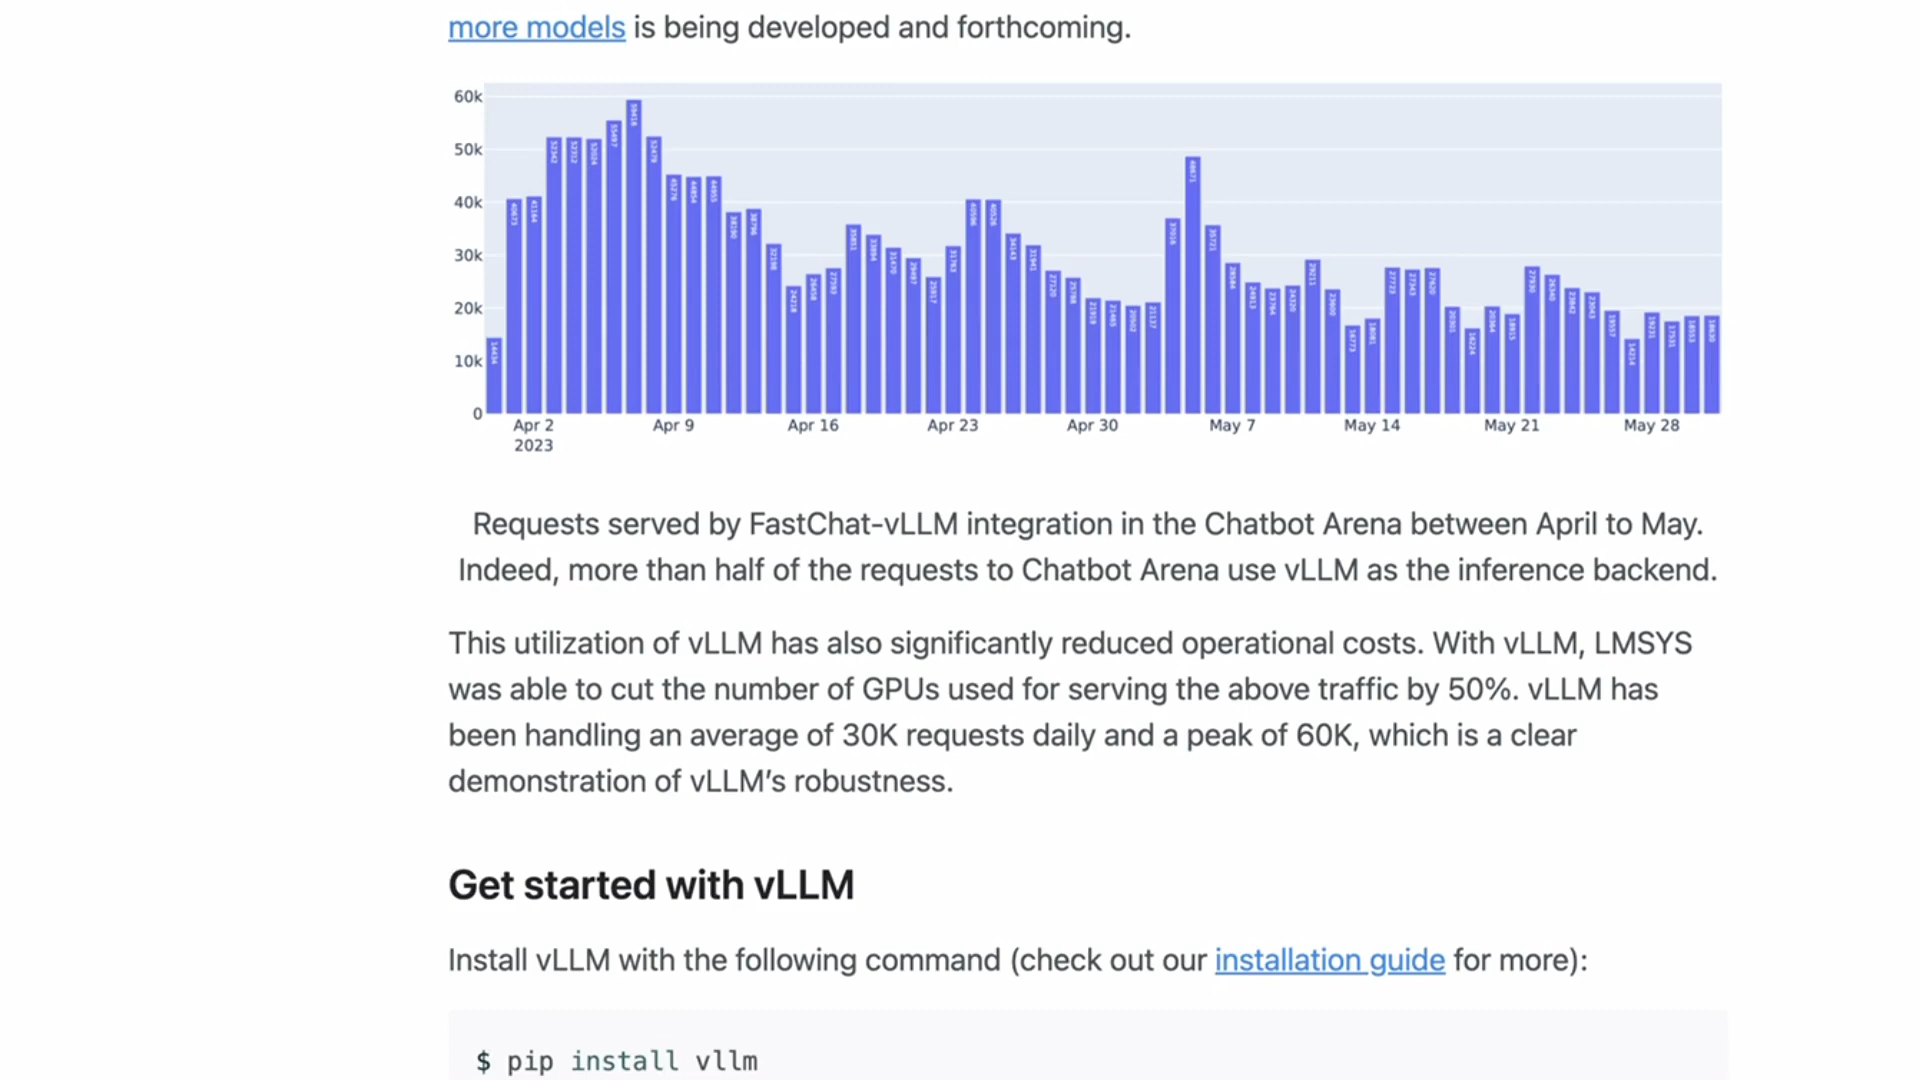 more models is being developed and forthcoming.
60k
50k
40k
30k
20k
10k
0
Apr 2 Apr 9 Apr 16 Apr 23 Apr 30 May 7 May 14 May 21 May 28
2023
Requests served by FastChat-vLLM integration in the Chatbot Arena between April to May.
Indeed, more than half of the requests to Chatbot Arena use vLLM as the inference backend.
This utilization of vLLM has also significantly reduced operational costs. With vLLM, LMSYS
was able to cut the number of GPUs used for serving the above traffic by 50%. vLLM has
been handling an average of 30K requests daily and a peak of 60K, which is a clear
demonstration of vLLM’s robustness.
Get started with vLLM
Install vLLM with the following command (check out our installation guide for more):
$ pip install vllm